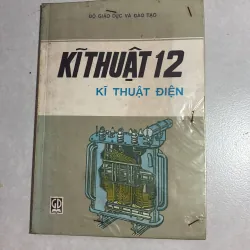 BỘ GIÁO DỤC VÀ ĐÀO TẠO
KĨ THUẬT 12
KĨ THUẬT ĐIỆN